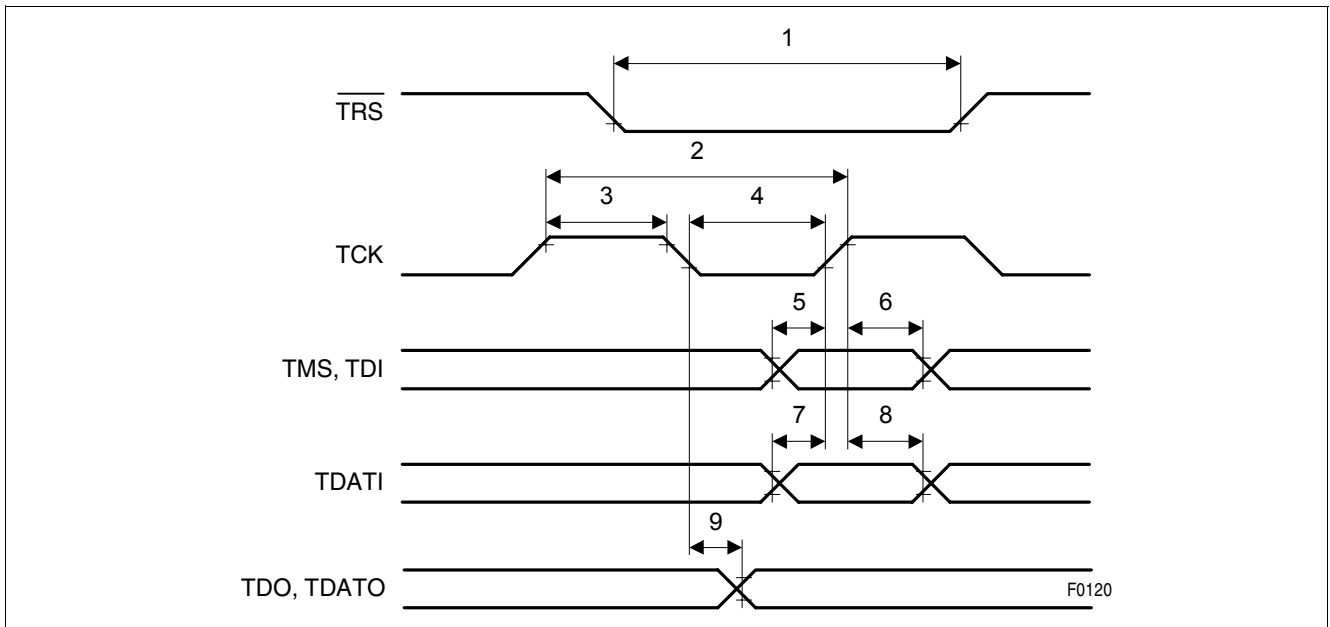 1
TRS
2
3 4
TCK
5 6
TMS, TDI
7 8
TDATI
9
TDO, TDATO
F0120